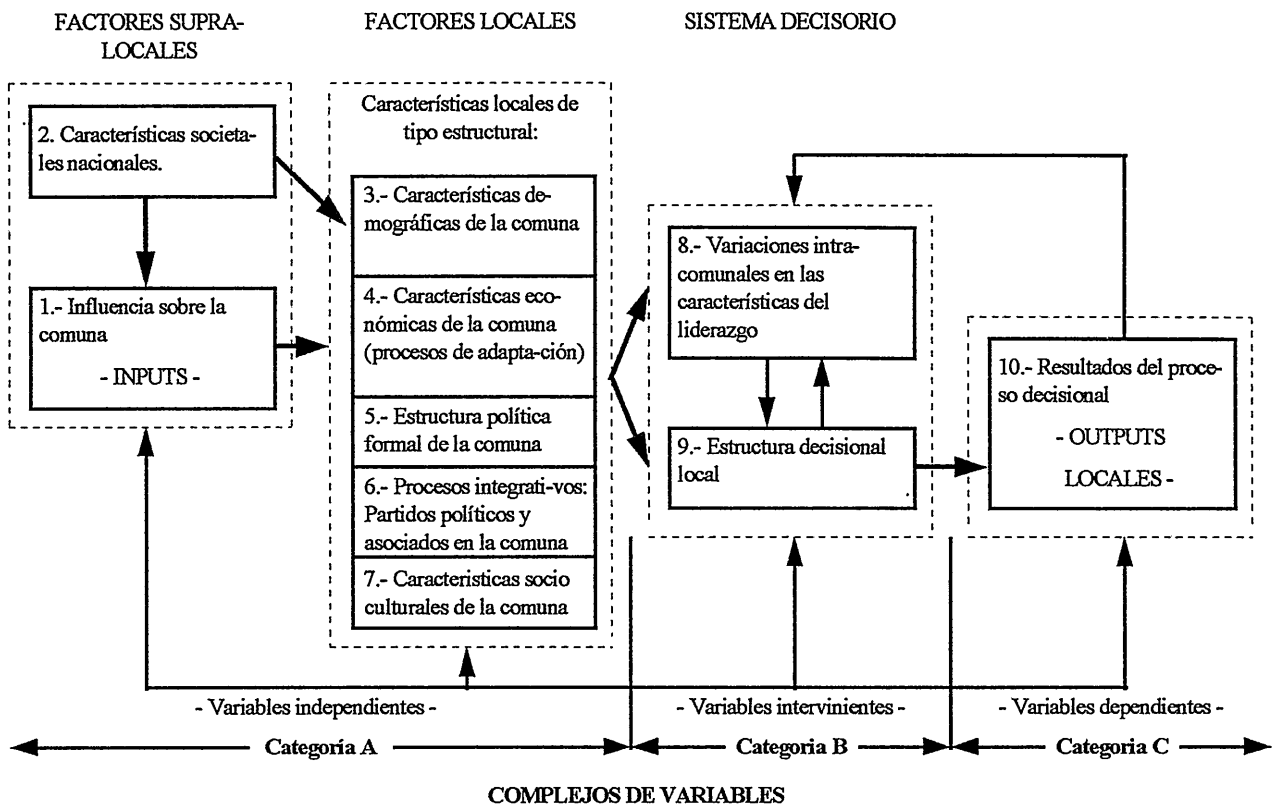 FACTORES SUPRA-
LOCALES
FACTORES LOCALES
SISTEMA DECISORIO
2. Características societa-
les nacionales.
1.- Influencia sobre la
comuna
- INPUTS -
Características locales de
tipo estructural:
3.- Características de-
mográficas de la comuna
4.- Características eco-
nómicas de la comuna
(procesos de adapta-ción)
5.- Estructura política
formal de la comuna
6.- Procesos integrati-vos:
Partidos políticos y
asociados en la comuna
7.- Caracteristicas socio
culturales de la comuna
8.- Variaciones intra-
comunales en las
características del
liderazgo
9.- Estructura decisional
local
10.- Resultados del proce-
so decisional
- OUTPUTS
LOCALES -
- Variables independientes -
- Variables intervinientes -
- Variables dependientes -
Categoria A
Categoria B
Categoria C
COMPLEJOS DE VARIABLES